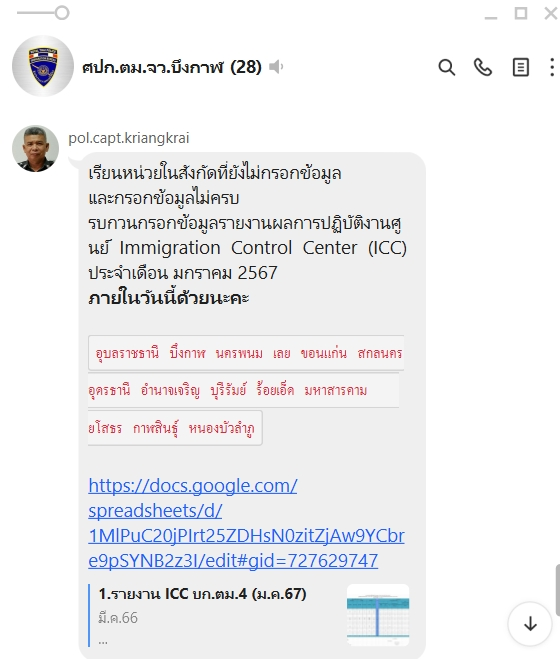 ศปก.ตม.จว.บึงกาฬ (28)
pol.capt.kriangkrai
เรียนหน่วยในสังกัดที่ยังไม่กรอกข้อมูล
และกรอกข้อมูลไม่ครบ
รบกวนกรอกข้อมูลรายงานผลการปฏิบัติงานศู
นย์ Immigration Control Center (ICC)
ประจำเดือน มกราคม 2567
ภายในวันนี้ด้วยนะคะ
อุบลราชธานี บึงกาฬ นครพนม เลย ขอนแก่น สกลนคร
อุดรธานี อำนาจเจริญ บุรีรัมย์ ร้อยเอ็ด มหาสารคาม
ยโสธร กาฬสินธุ์ หนองบัวลำภู
https://docs.google.com/
spreadsheets/d/
1MlPuC20jPIrt25ZDHsN0zitZjAw9YCbr
e9pSYNB2z3I/edit#gid=727629747
1.รายงาน ICC บก.ตม.4 (ม.ค.67)
มี.ค.66
...